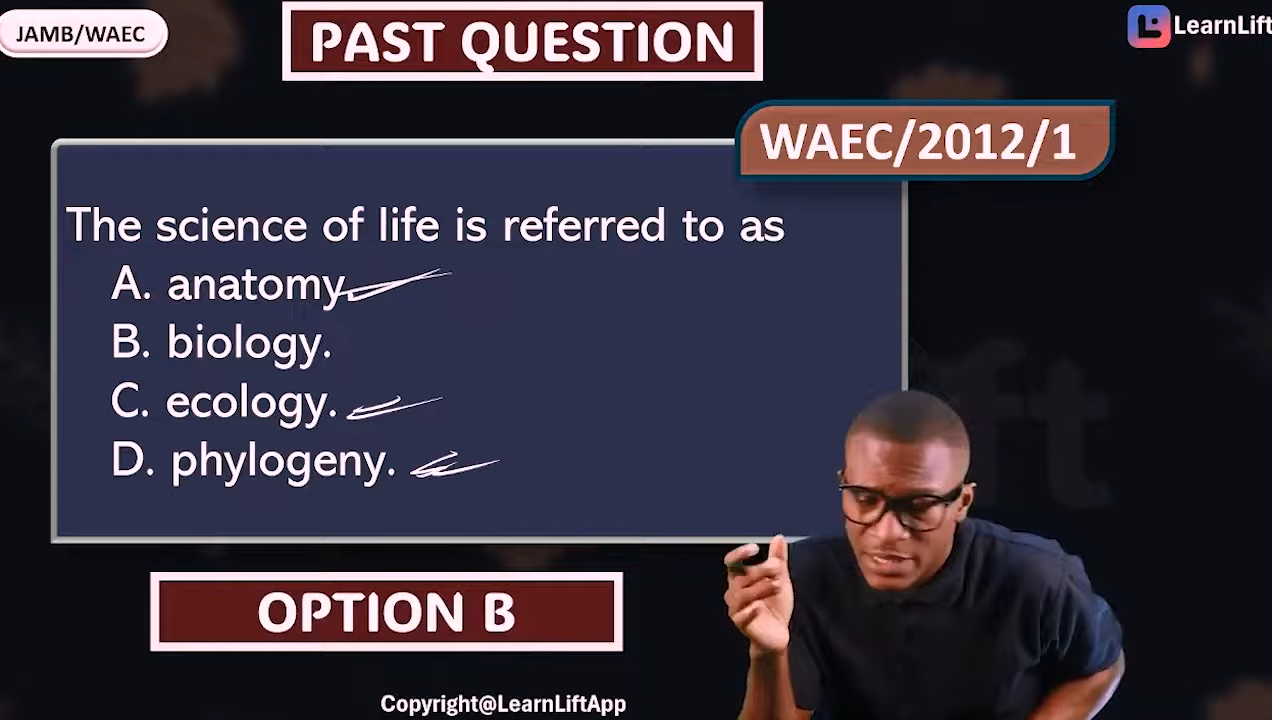 JAMB/WAEC
PAST QUESTION
LearnLift
WAEC/2012/1
The science of life is referred to as
A. anatomy
B. biology.
C. ecology.
D. phylogeny.
OPTION B
Copyright@LearnLiftApp